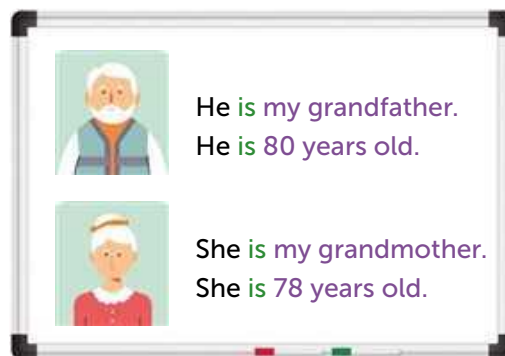 He is my grandfather.
He is 80 years old.
She is my grandmother.
She is 78 years old.